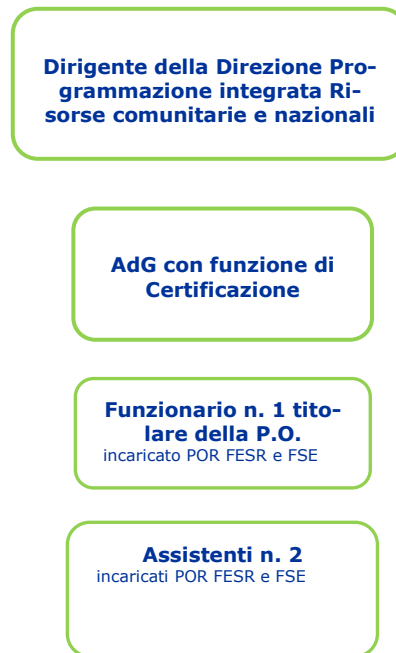 Dirigente della Direzione Pro-
grammazione integrata Ri-
sorse comunitarie e nazionali
AdG con funzione di
Certificazione
Funzionario n. 1 tito-
lare della P.O.
incaricato POR FESR e FSE
Assistenti n. 2
incaricati POR FESR e FSE